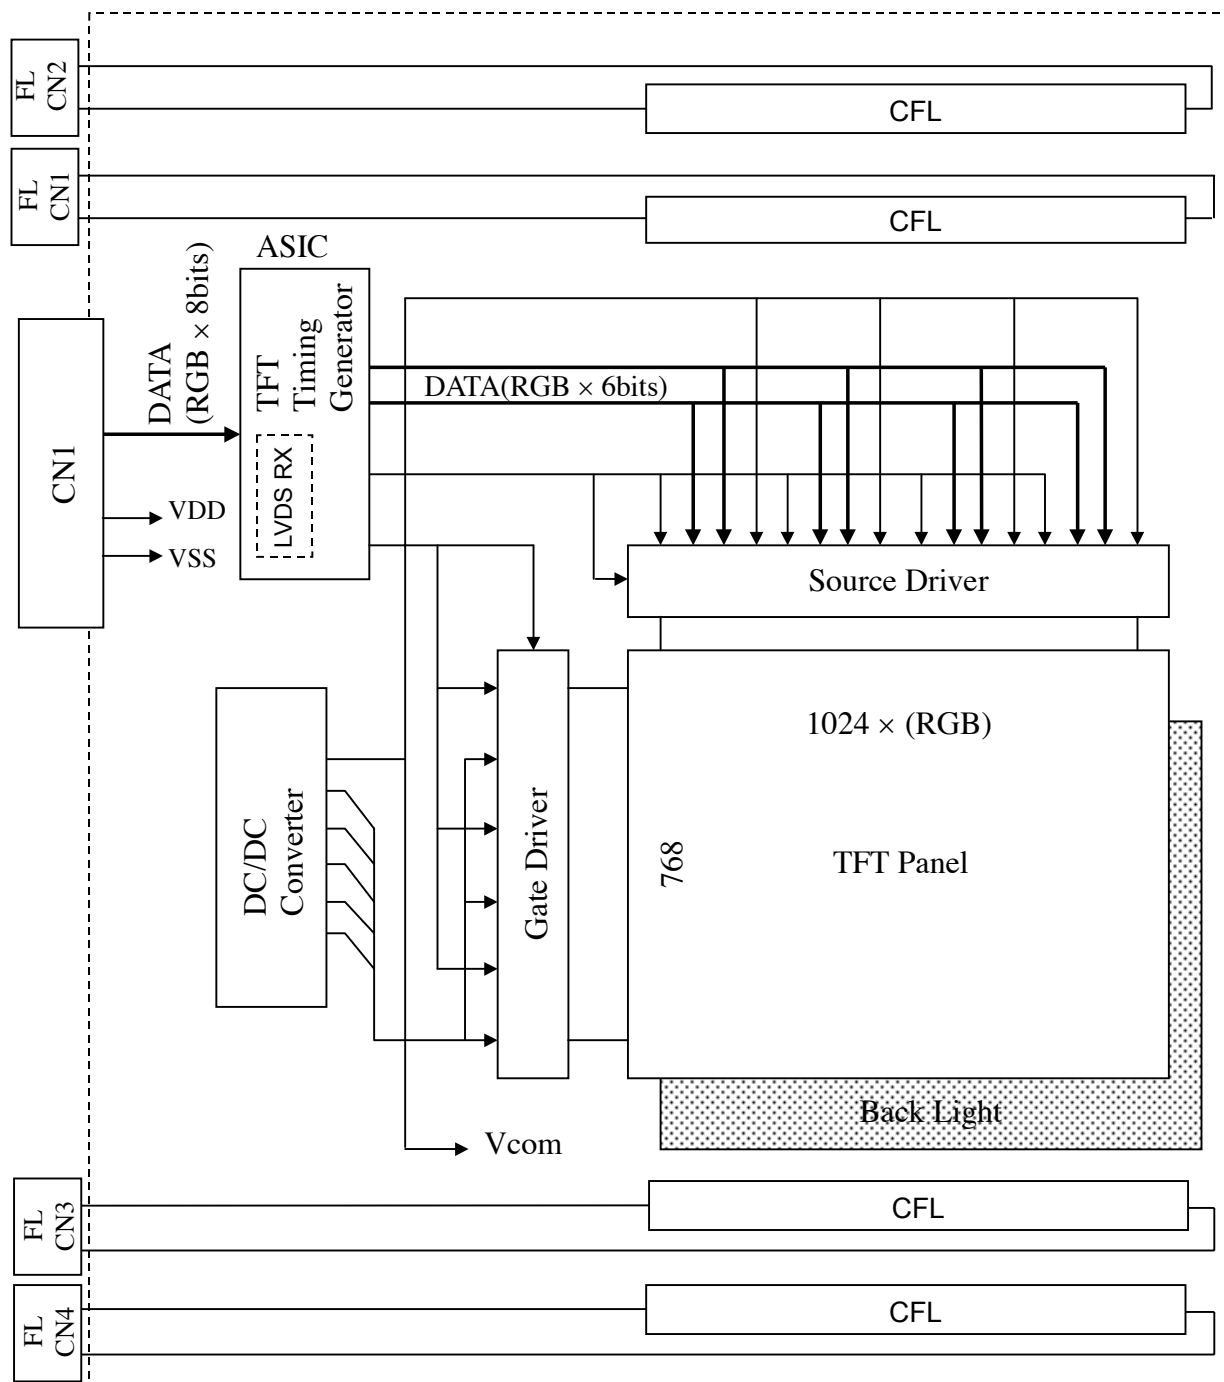 FL
CN2
CFL
FL
CN1
CFL
ASIC
DATA
(RGB × 8bits)
TFT
Timing
Generator
LVDS RX
DATA(RGB × 6bits)
CN1
VDD
VSS
Source Driver
1024 × (RGB)
768
TFT Panel
DC/DC
Converter
Gate Driver
Back Light
Vcom
FL
CN3
CFL
FL
CN4
CFL